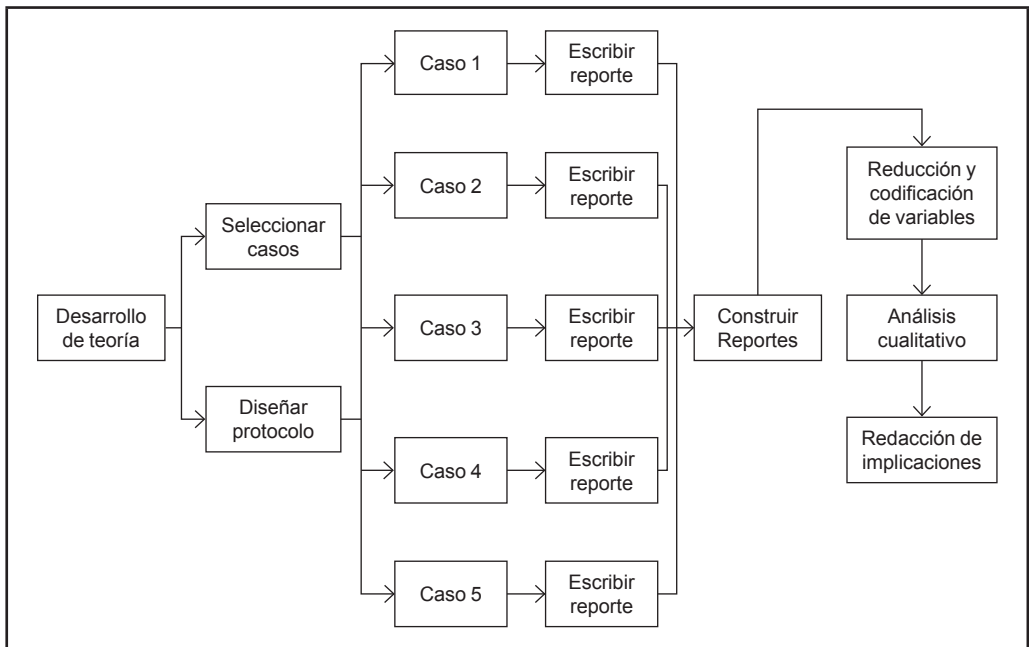 Desarrollo
de teoría
Seleccionar
casos
Diseñar
protocolo
Caso 1
Escribir
reporte
Caso 2
Escribir
reporte
Caso 3
Escribir
reporte
Caso 4
Escribir
reporte
Caso 5
Escribir
reporte
Construir
Reportes
Reducción y
codificación
de variables
Análisis
cualitativo
Redacción de
implicaciones